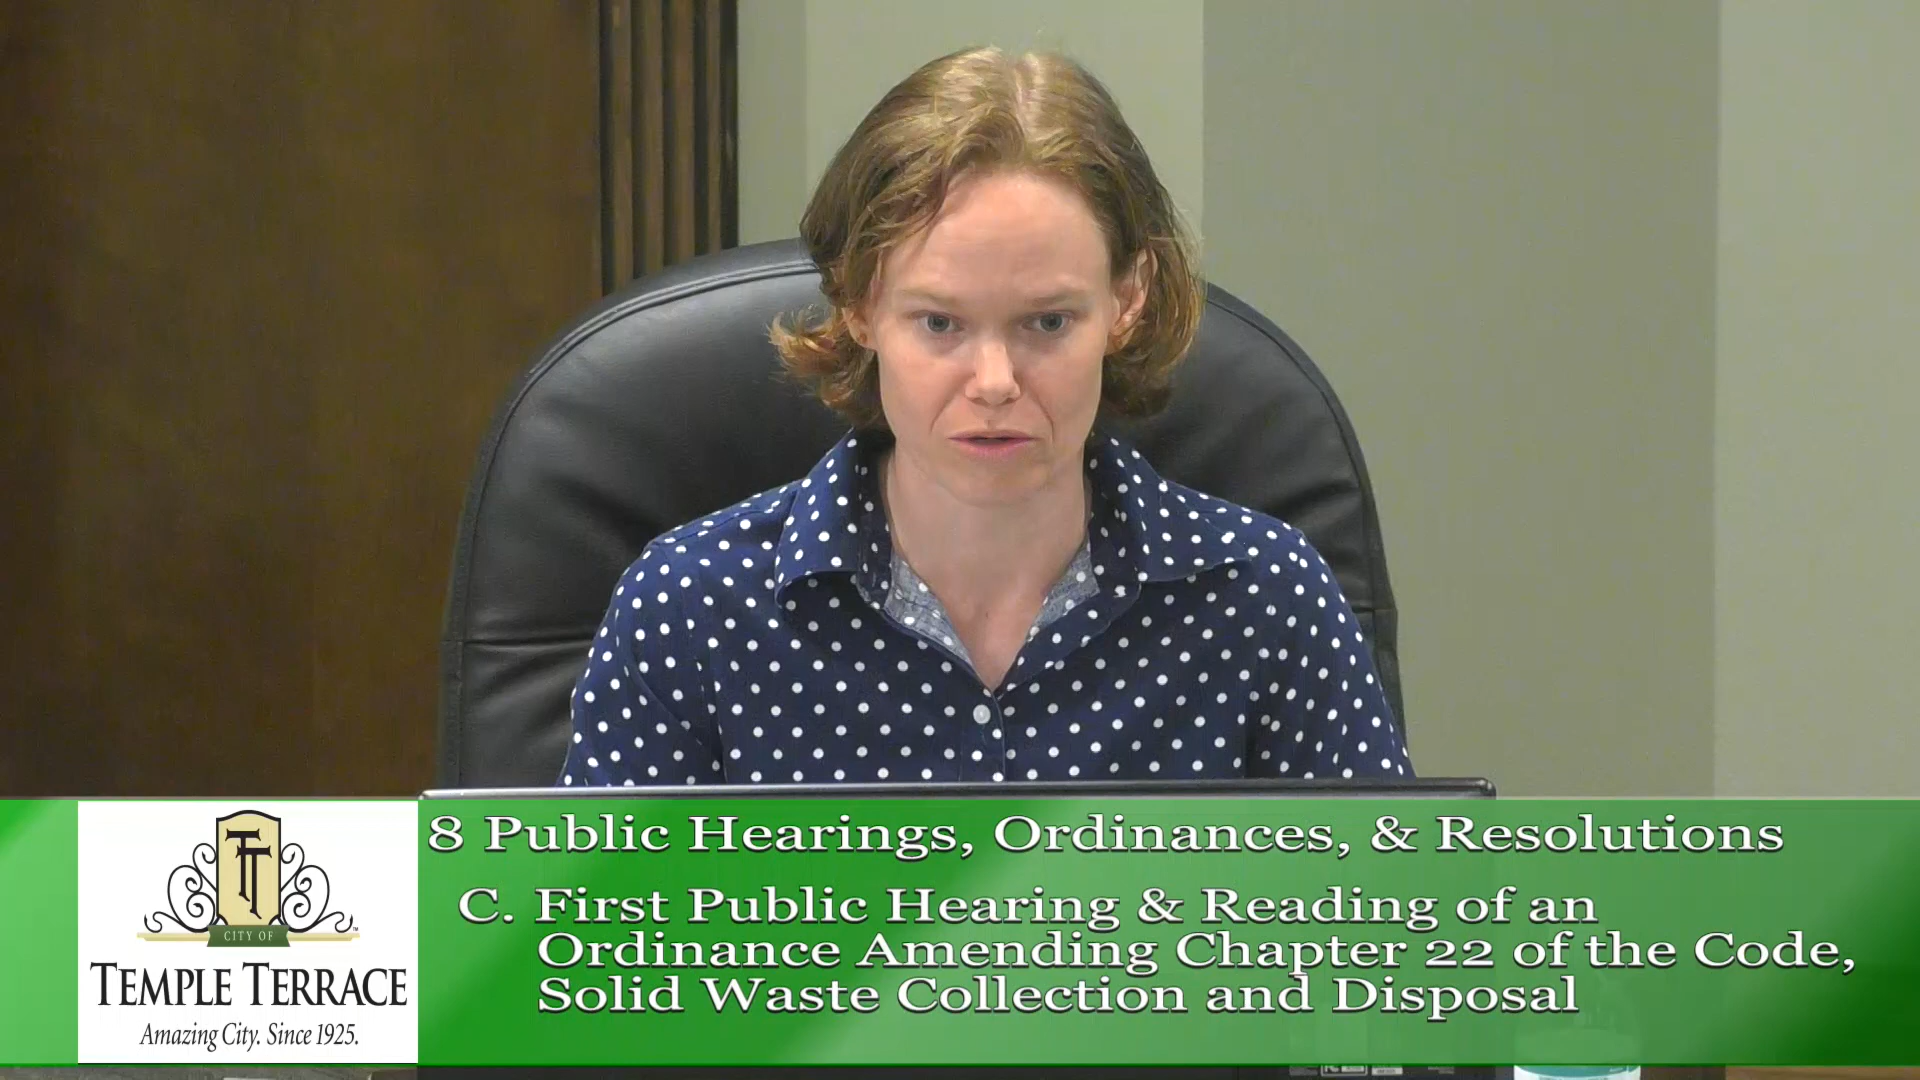 8 Public Hearings, Ordinances, & Resolutions
C. First Public Hearing & Reading of an
Ordinance Amending Chapter 22 of the Code,
Solid Waste Collection and Disposal
TT
CITY OF
TEMPLE TERRACE
Amazing City. Since 1925.